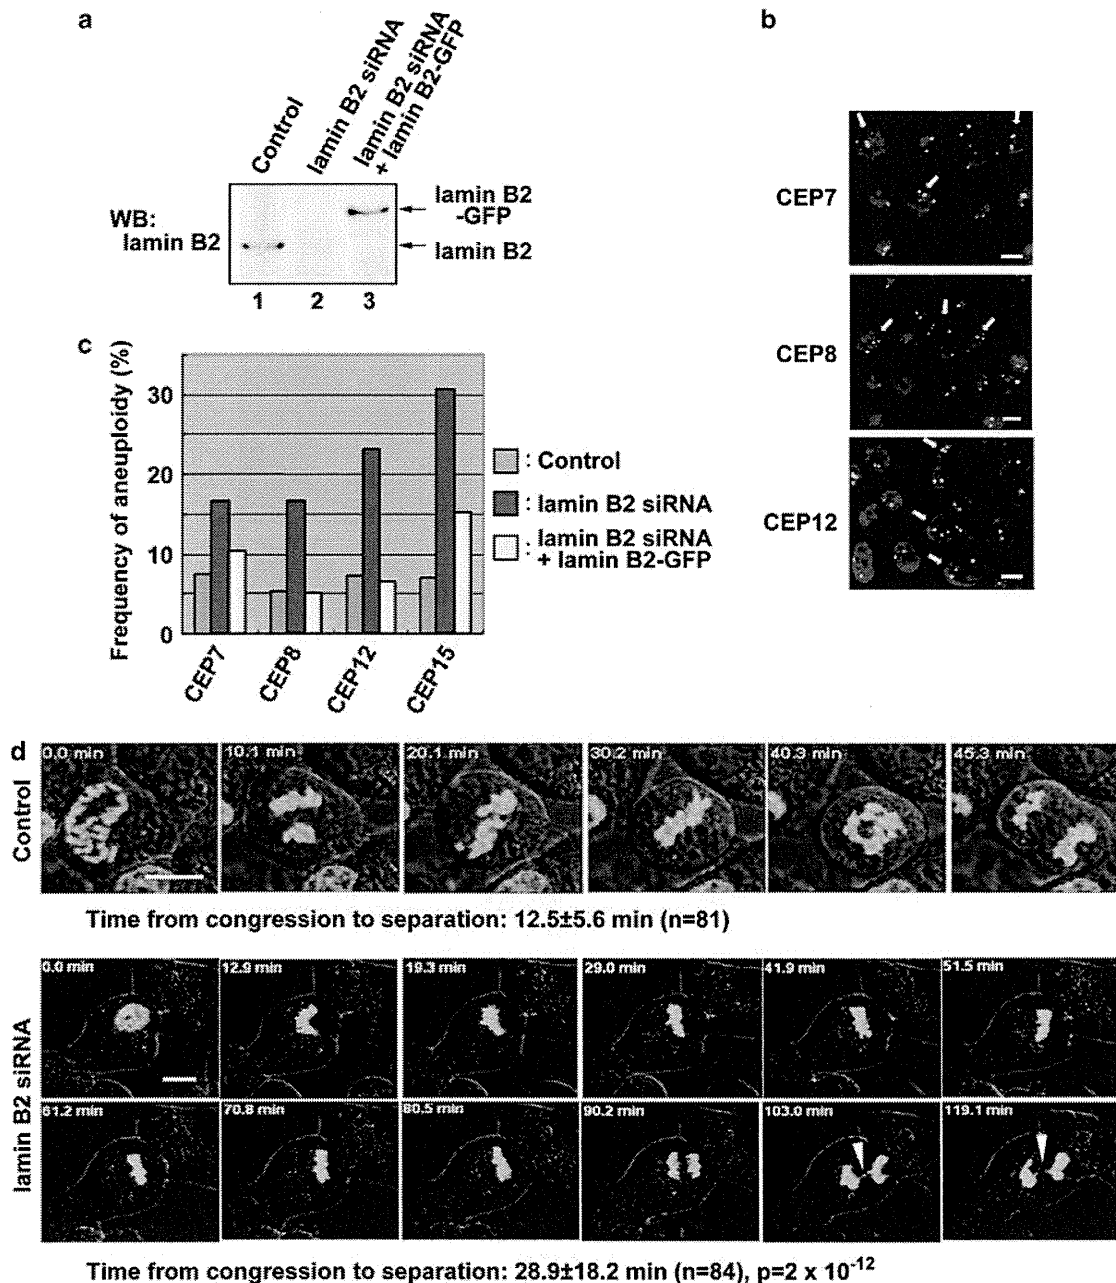 a
Control
lamin B2 siRNA
lamin B2 siRNA
+ lamin B2-GFP
WB:
lamin B2
lamin B2
-GFP
lamin B2
1 2 3
b
CEP7
CEP8
CEP12
c
Frequency of aneuploidy (%)
30
20
10
0
CEP7
CEP8
CEP12
CEP15
: Control
: lamin B2 siRNA
: lamin B2 siRNA
+ lamin B2-GFP
d
Control
0.0 min
10.1 min
20.1 min
30.2 min
40.3 min
45.3 min
Time from congression to separation: 12.5±5.6 min (n=81)
lamin B2 siRNA
0.0 min
12.9 min
19.3 min
29.0 min
41.9 min
51.5 min
61.2 min
70.8 min
80.5 min
90.2 min
103.0 min
119.1 min
Time from congression to separation: 28.9±18.2 min (n=84), p=2 x 10⁻¹²